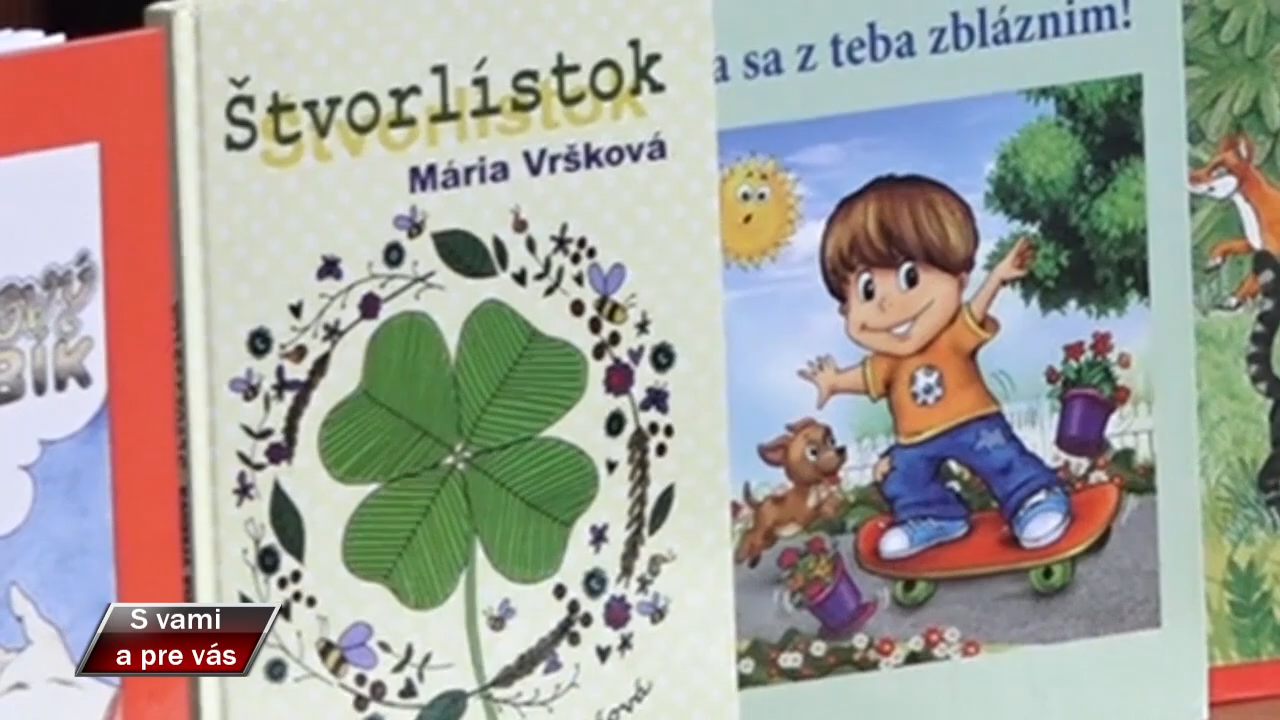 Štvorlístok
Mária Vršková
a sa z teba zbláznim!
S vami
a pre vás